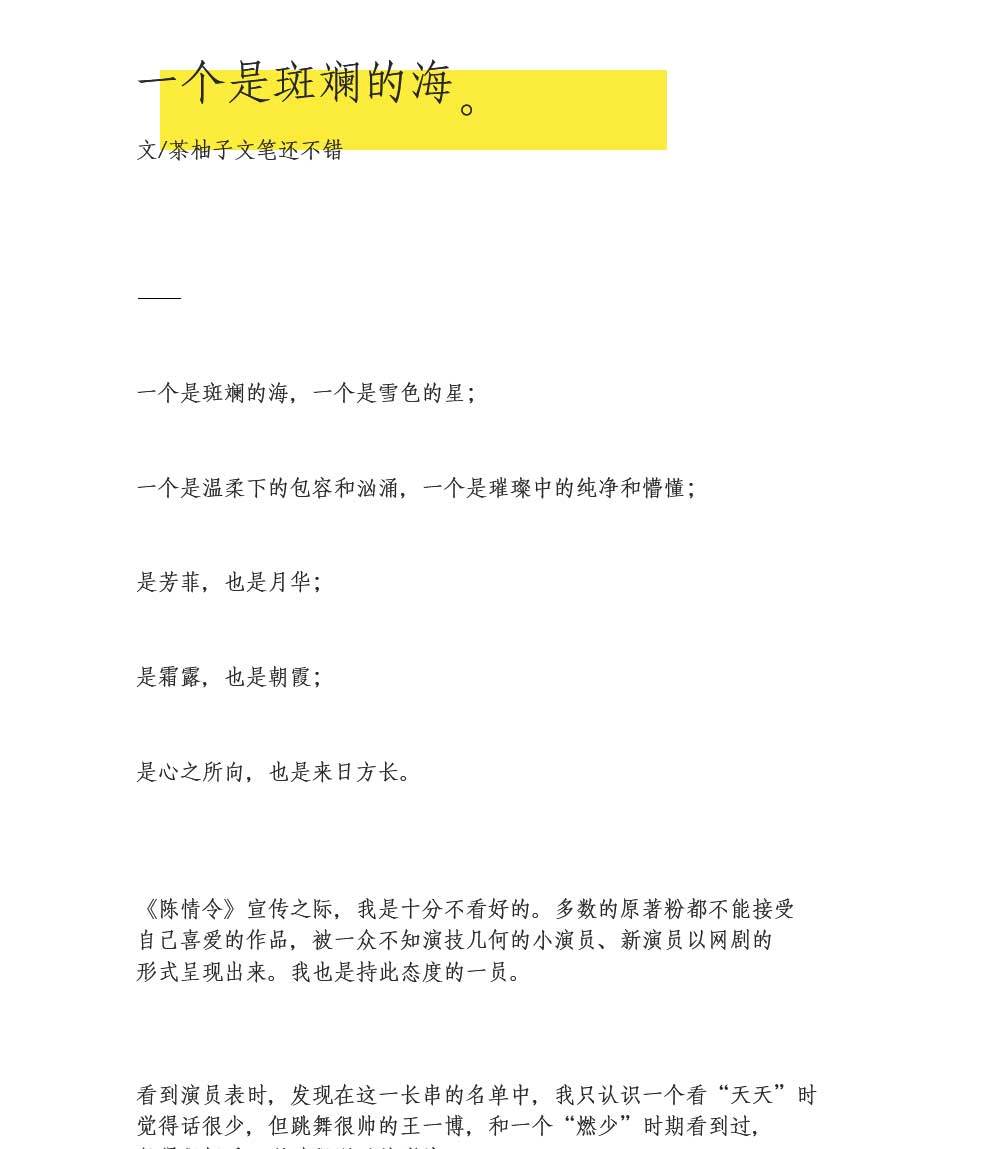 一个是斑斓的海。
文/茶柚子文笔还不错
——
一个是斑斓的海，一个是雪色的星；
一个是温柔下的包容和汹涌，一个是璀璨中的纯净和懵懂；
是芳菲，也是月华；
是霜露，也是朝霞；
是心之所向，也是来日方长。
《陈情令》宣传之际，我是十分不看好的。多数的原著粉都不能接受
自己喜爱的作品，被一众不知演技几何的小演员、新演员以网剧的
形式呈现出来。我也是持此态度的一员。
看到演员表时，发现在这一长串的名单中，我只认识一个看“天天”时
觉得话很少，但跳舞很帅的王一博，和一个“燃少”时期看到过，